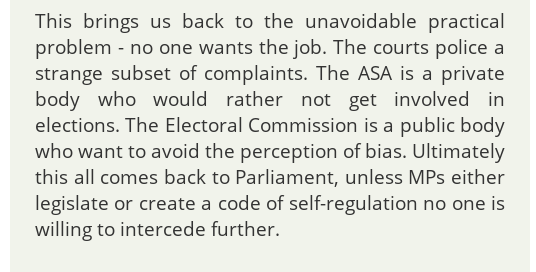 This brings us back to the unavoidable practical
problem - no one wants the job. The courts police a
strange subset of complaints. The ASA is a private
body who would rather not get involved in
elections. The Electoral Commission is a public body
who want to avoid the perception of bias. Ultimately
this all comes back to Parliament, unless MPs either
legislate or create a code of self-regulation no one is
willing to intercede further.